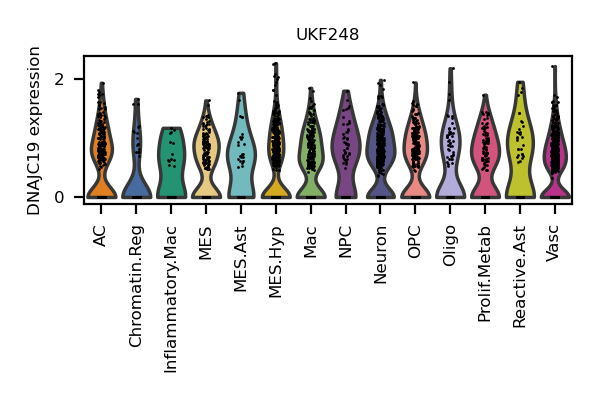 UKF248
DNAJC19 expression
2
0
AC
Chromatin.Reg
Inflammatory.Mac
MES
MES.Ast
MES.Hyp
Mac
NPC
Neuron
OPC
Oligo
Prolif.Metab
Reactive.Ast
Vasc